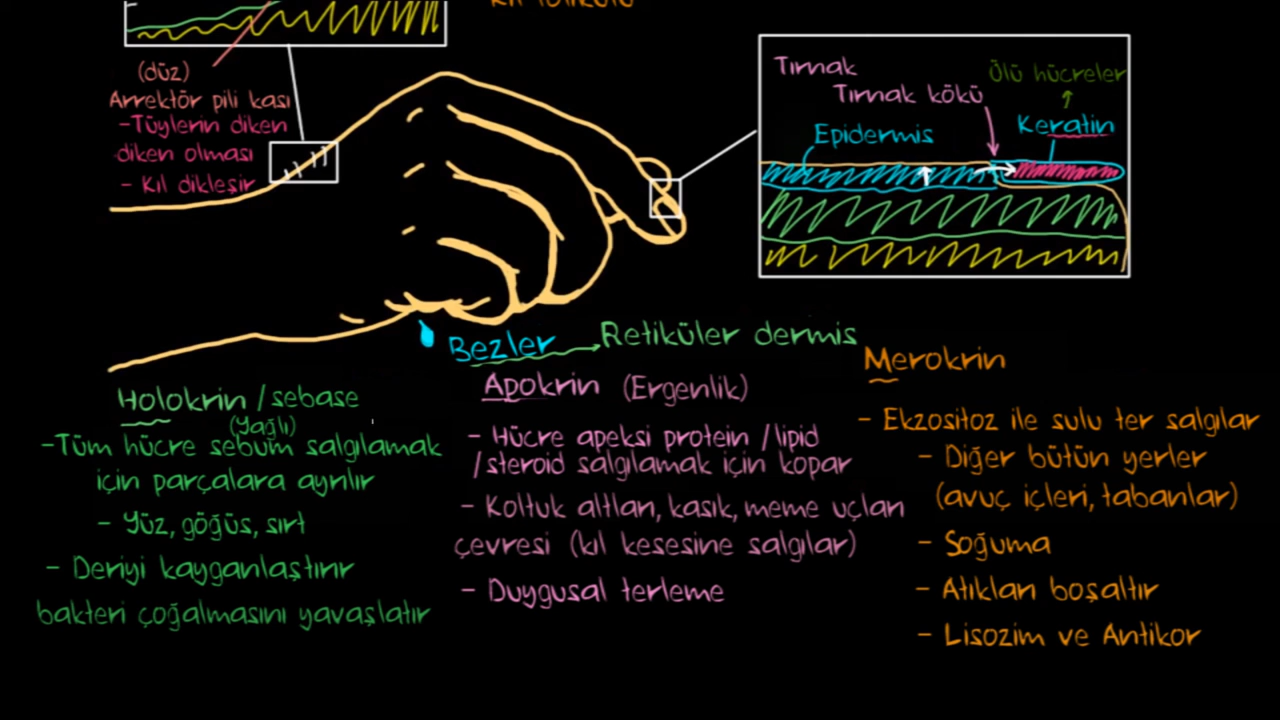 (düz)
Arrektör pili kası
-Tüylerin diken
diken olması
- Kıl dikleşir
Tırnak
Tırnak kökü
Ölü hücreler
Epidermis
Keratin
Bezler → Retiküler dermis
Holokrin / sebase
(yağlı)
-Tüm hücre sebum salgılamak
için parçalara ayrılır
- Yüz, göğüs, sırt
- Deriyi kayganlaştırır
bakteri çoğalmasını yavaşlatır
Apokrin (Ergenlik)
- Hücre apeksi protein / lipid
/ steroid salgılamak için kopar
- Koltuk altları, kasık, meme uçları
çevresi (kıl kesesine salgılar)
- Duygusal terleme
Merokrin
- Ekzositoz ile sulu ter salgılar
- Diğer bütün yerler
(avuç içleri, tabanlar)
- Soğuma
- Atıkları boşaltır
- Lisozim ve Antikor